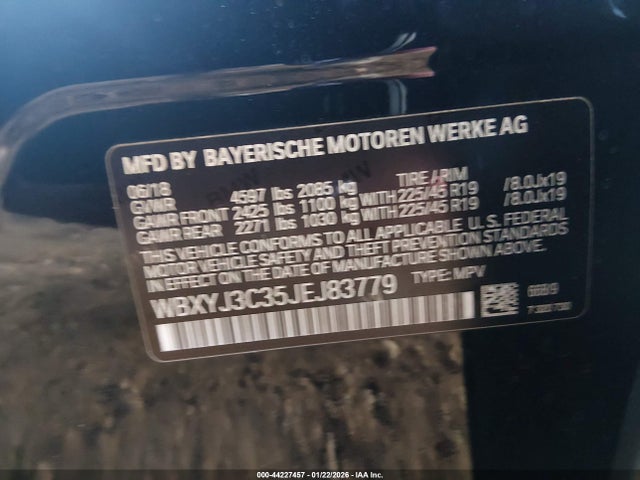 MFD BY BAYERISCHE MOTOREN WERKE AG
06/18 TIRE / RIM
GVWR 4597 lbs 2085 kg
GAWR FRONT 2425 lbs 1100 kg WITH 225/45 R19 /8.0Jx19
GAWR REAR 2271 lbs 1030 kg WITH 225/45 R19 /8.0Jx19
THIS VEHICLE CONFORMS TO ALL APPLICABLE U.S. FEDERAL
MOTOR VEHICLE SAFETY AND THEFT PREVENTION STANDARDS
IN EFFECT ON THE DATE OF MANUFACTURE SHOWN ABOVE.
WBXYJ3C35JEJ83779 TYPE: MPV
000-44227457 - 01/22/2026 - IAA Inc.